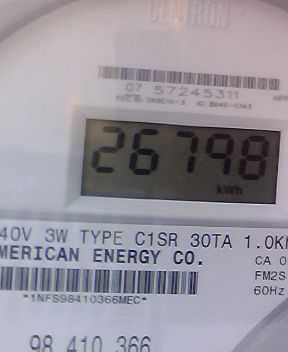 CENTRON®
07 57245311
26798
kWh
40V 3W TYPE C1SR 30TA 1.0K
MERICAN ENERGY CO.
CA 0
FM2S
60Hz
*1NFS98410366MEC*
98 410 366